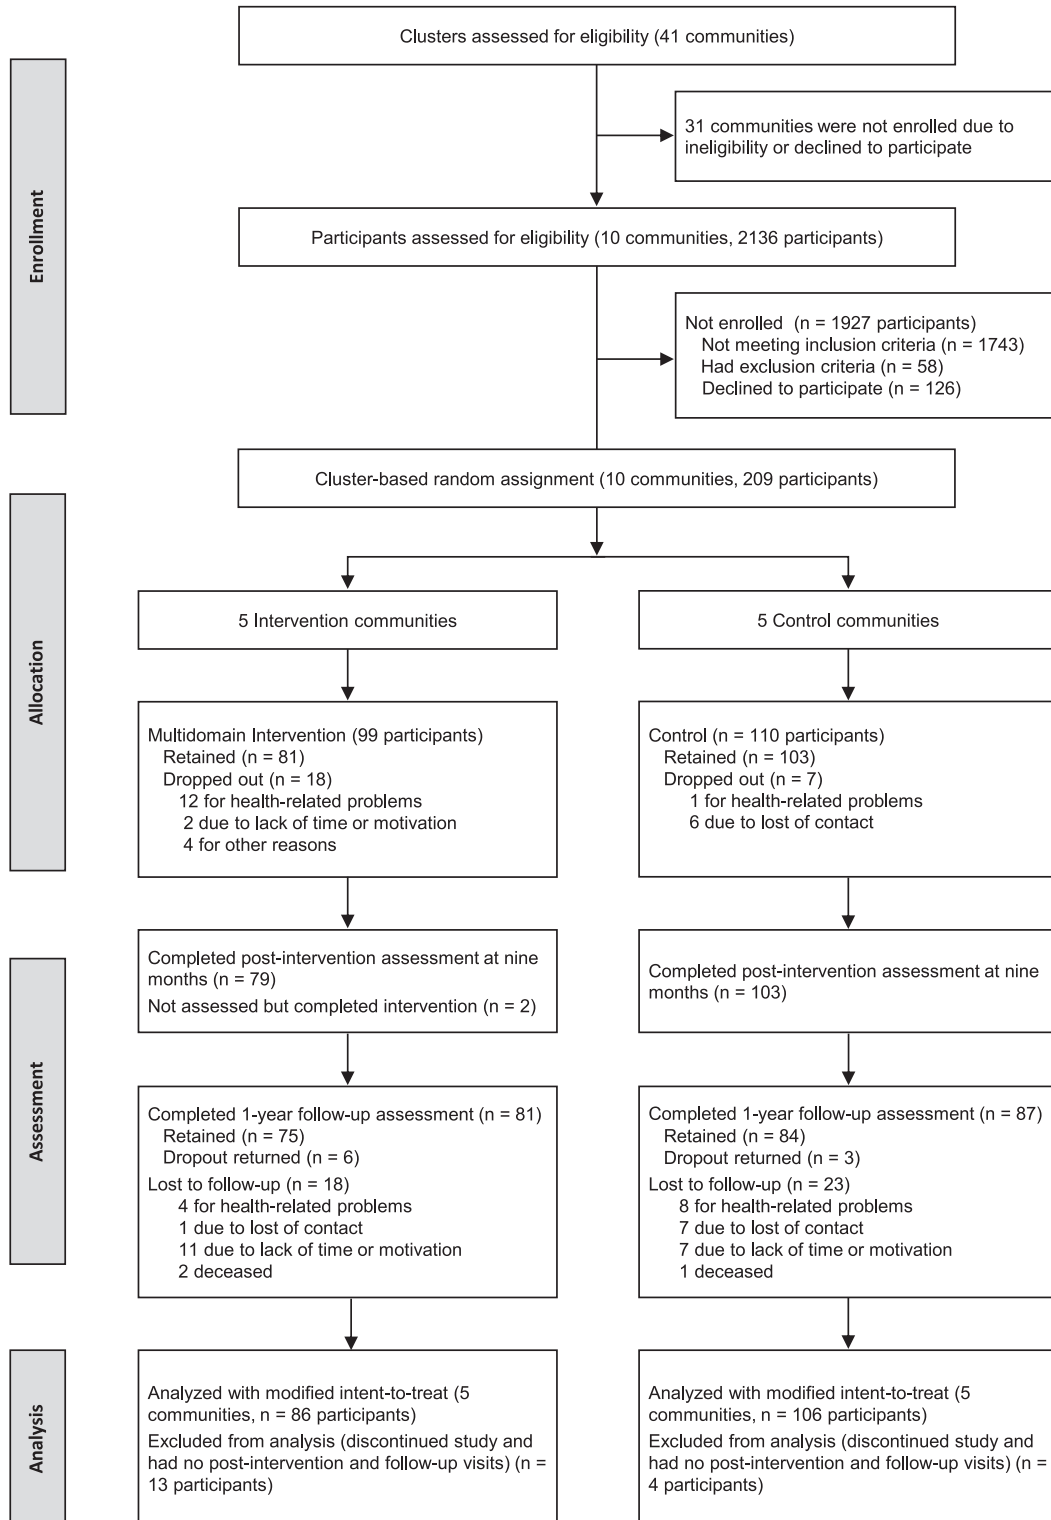 Enrollment
Clusters assessed for eligibility (41 communities)
31 communities were not enrolled due to
ineligibility or declined to participate
Participants assessed for eligibility (10 communities, 2136 participants)
Not enrolled (n = 1927 participants)
Not meeting inclusion criteria (n = 1743)
Had exclusion criteria (n = 58)
Declined to participate (n = 126)
Allocation
Cluster-based random assignment (10 communities, 209 participants)
5 Intervention communities
5 Control communities
Multidomain Intervention (99 participants)
Retained (n = 81)
Dropped out (n = 18)
12 for health-related problems
2 due to lack of time or motivation
4 for other reasons
Control (n = 110 participants)
Retained (n = 103)
Dropped out (n = 7)
1 for health-related problems
6 due to lost of contact
Assessment
Completed post-intervention assessment at nine
months (n = 79)
Not assessed but completed intervention (n = 2)
Completed post-intervention assessment at nine
months (n = 103)
Completed 1-year follow-up assessment (n = 81)
Retained (n = 75)
Dropout returned (n = 6)
Lost to follow-up (n = 18)
4 for health-related problems
1 due to lost of contact
11 due to lack of time or motivation
2 deceased
Completed 1-year follow-up assessment (n = 87)
Retained (n = 84)
Dropout returned (n = 3)
Lost to follow-up (n = 23)
8 for health-related problems
7 due to lost of contact
7 due to lack of time or motivation
1 deceased
Analysis
Analyzed with modified intent-to-treat (5
communities, n = 86 participants)
Excluded from analysis (discontinued study and
had no post-intervention and follow-up visits) (n =
13 participants)
Analyzed with modified intent-to-treat (5
communities, n = 106 participants)
Excluded from analysis (discontinued study and
had no post-intervention and follow-up visits) (n =
4 participants)